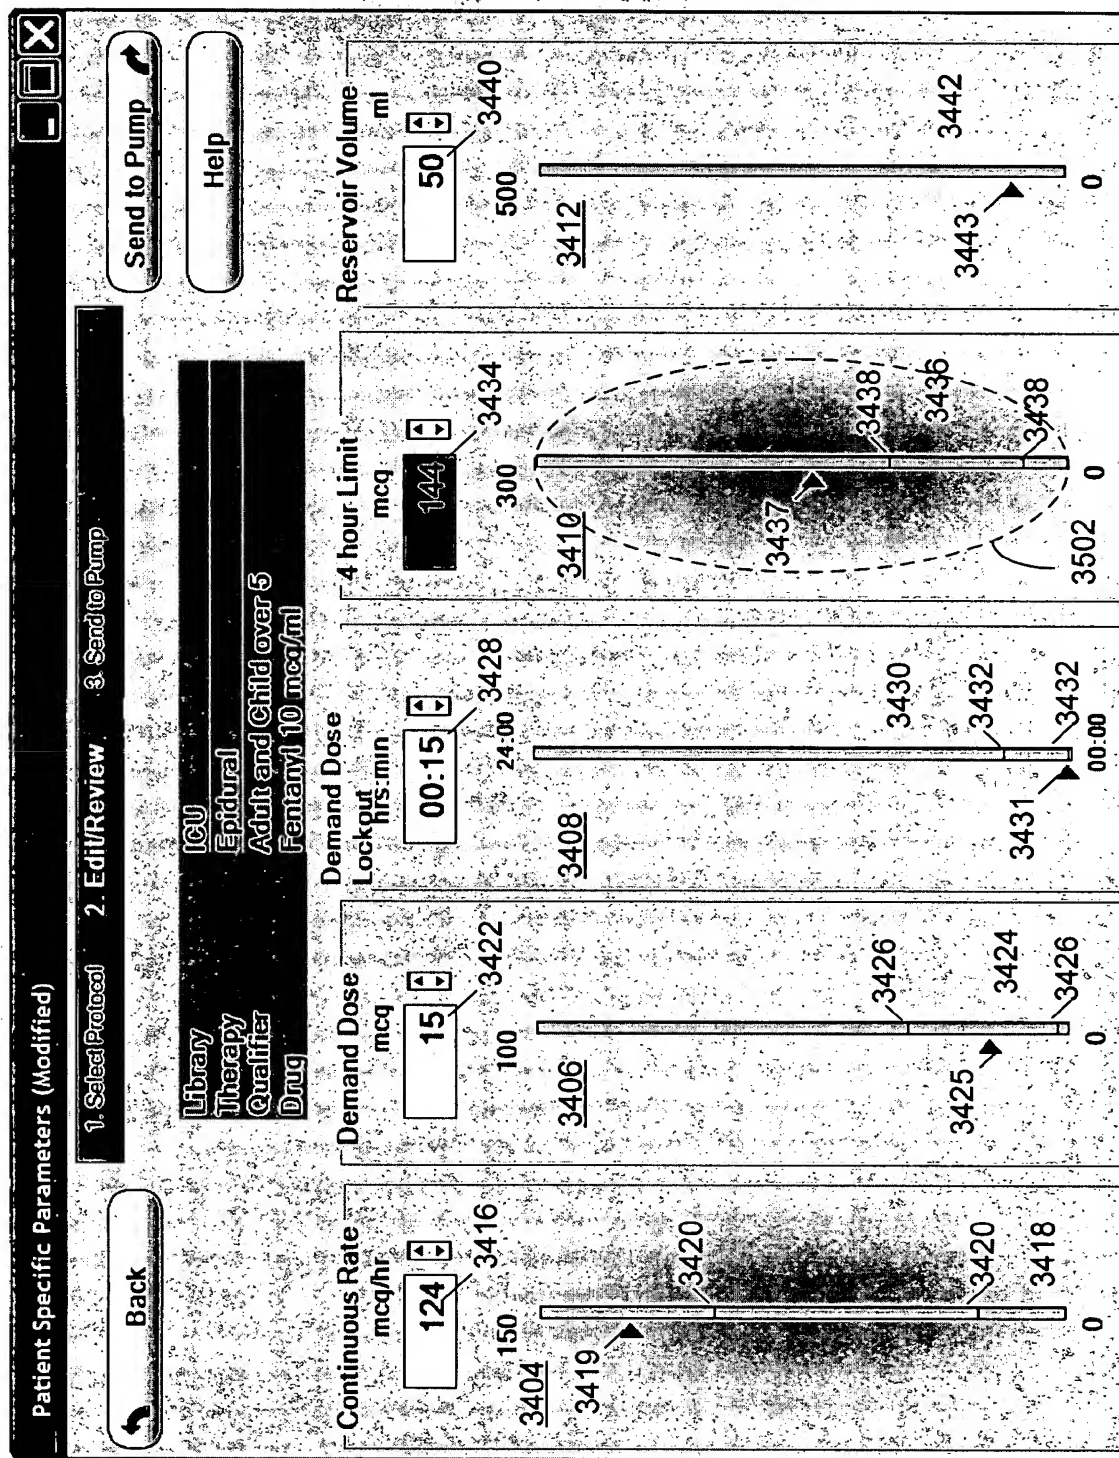 Patient Specific Parameters (Modified)
Back
1. Select Protocol 2. Edit/Review 3. Send to Pump
Send to Pump
Help
Library ICU
Therapy Epidural
Qualifier Adult and Child over 5
Drug Fentanyl 10 mcg/ml
Continuous Rate
mcq/hr
124
3416
150
3404
3419
3420
3420
3418
0
Demand Dose
mcq
15
3422
100
3406
3426
3425
3424
3426
0
Demand Dose
Lockout
hrs:mn
00:15
3428
24:00
3408
3430
3432
3431
3432
00:00
4 hour Limit
mcq
144
3434
300
3410
3437
3438
3436
3438
3502
0
Reservoir Volume
ml
50
3440
500
3412
3443
3442
0